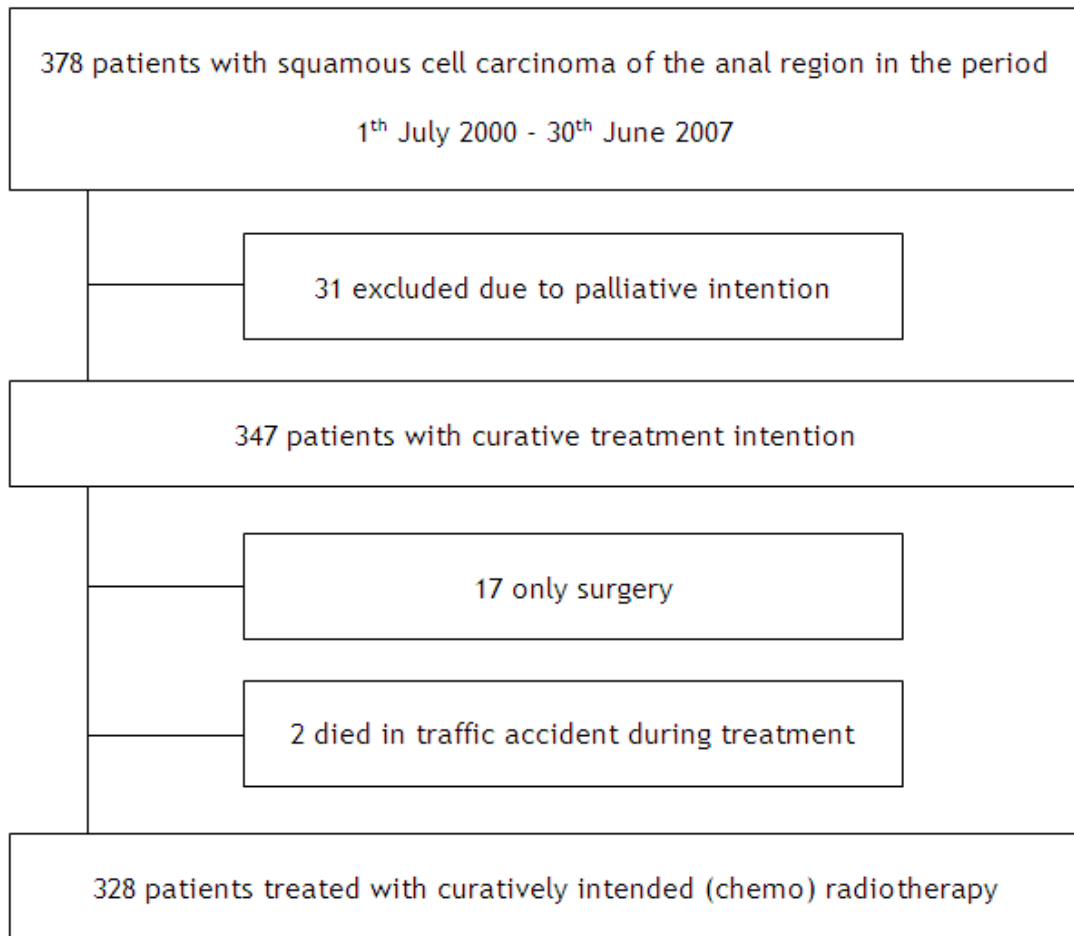 378 patients with squamous cell carcinoma of the anal region in the period
1th July 2000 - 30th June 2007
31 excluded due to palliative intention
347 patients with curative treatment intention
17 only surgery
2 died in traffic accident during treatment
328 patients treated with curatively intended (chemo) radiotherapy